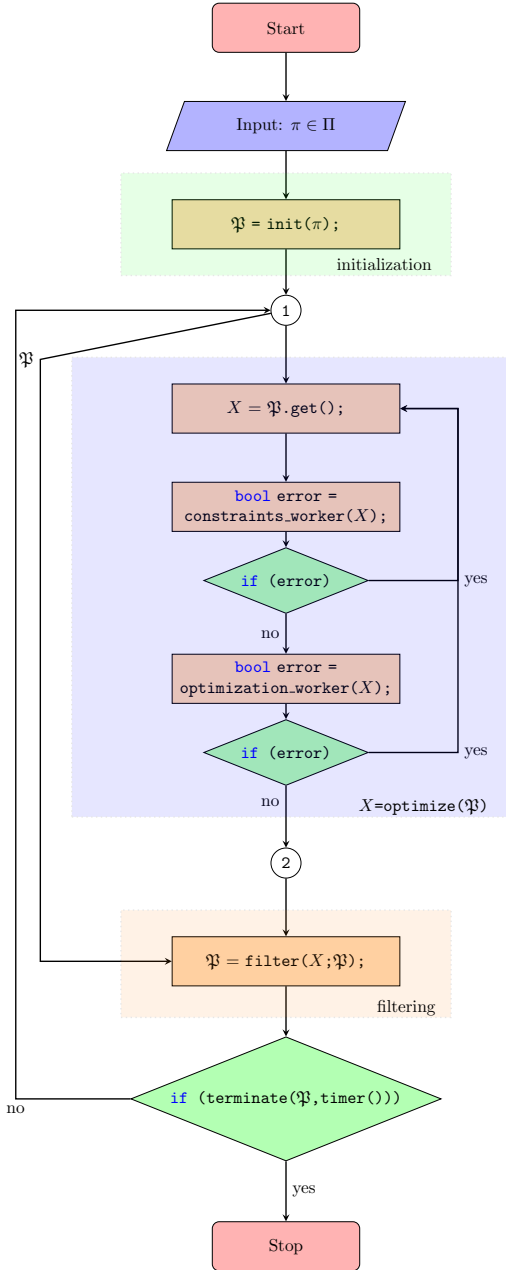 Start
Input: π ∈ Π
𝔓 = init(π);
initialization
1
𝔓
X = 𝔓.get();
bool error =
constraints_worker(X);
if (error)
yes
no
bool error =
optimization_worker(X);
if (error)
yes
no
X=optimize(𝔓)
2
𝔓 = filter(X;𝔓);
filtering
if (terminate(𝔓,timer()))
no
yes
Stop